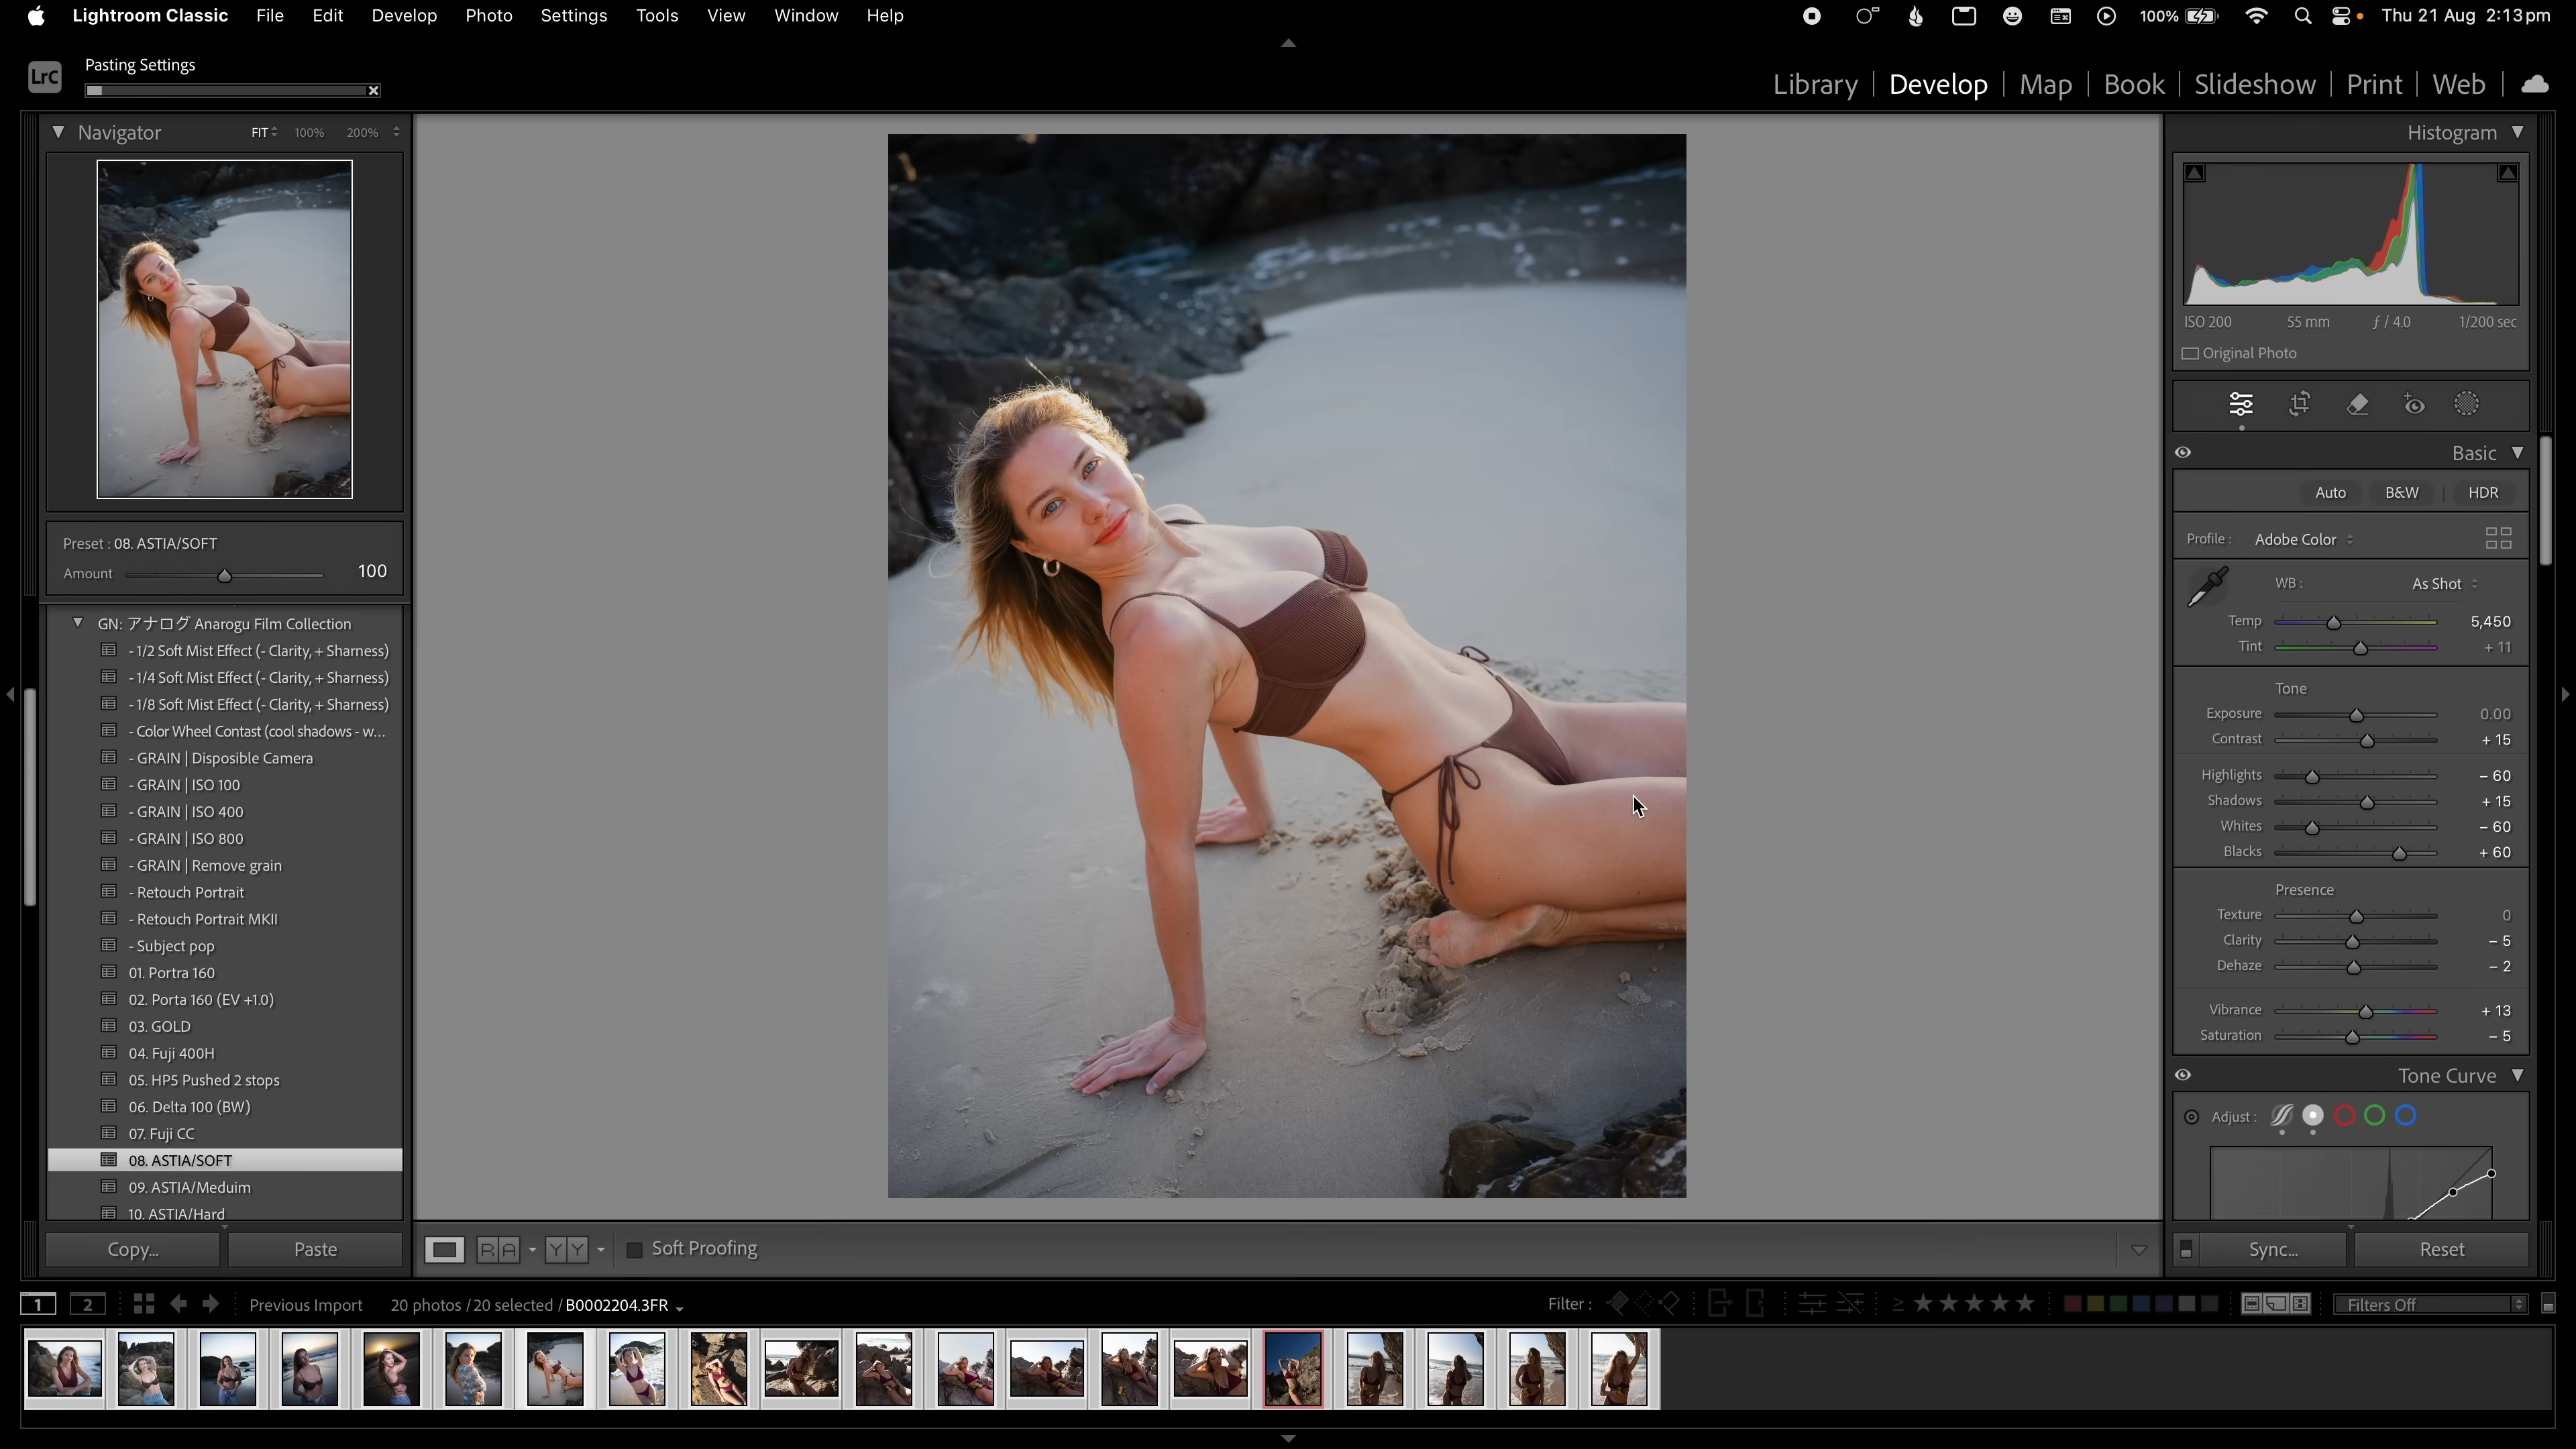 Lightroom Classic File Edit Develop Photo Settings Tools View Window Help
100% Thu 21 Aug 2:13 pm
LrC
Pasting Settings
Library | Develop | Map | Book | Slideshow | Print | Web
Navigator FIT 100% 200%
Preset : 08. ASTIA/SOFT
Amount 100
GN: アナログ Anarogu Film Collection
- 1/2 Soft Mist Effect (- Clarity, + Sharness)
- 1/4 Soft Mist Effect (- Clarity, + Sharness)
- 1/8 Soft Mist Effect (- Clarity, + Sharness)
- Color Wheel Contast (cool shadows - w...
- GRAIN | Disposible Camera
- GRAIN | ISO 100
- GRAIN | ISO 400
- GRAIN | ISO 800
- GRAIN | Remove grain
- Retouch Portrait
- Retouch Portrait MKII
- Subject pop
01. Portra 160
02. Porta 160 (EV +1.0)
03. GOLD
04. Fuji 400H
05. HP5 Pushed 2 stops
06. Delta 100 (BW)
07. Fuji CC
08. ASTIA/SOFT
09. ASTIA/Meduim
10. ASTIA/Hard
Copy... Paste
R A Y Y Soft Proofing
Histogram
ISO 200 55 mm ƒ / 4.0 1/200 sec
Original Photo
Basic
Auto B&W HDR
Profile : Adobe Color
WB : As Shot
Temp 5,450
Tint + 11
Tone
Exposure 0.00
Contrast + 15
Highlights – 60
Shadows + 15
Whites – 60
Blacks + 60
Presence
Texture 0
Clarity – 5
Dehaze – 2
Vibrance + 13
Saturation – 5
Tone Curve
Adjust :
Sync... Reset
1 2 Previous Import 20 photos / 20 selected / B0002204.3FR Filter : ≥ ★★★★★ Filters Off